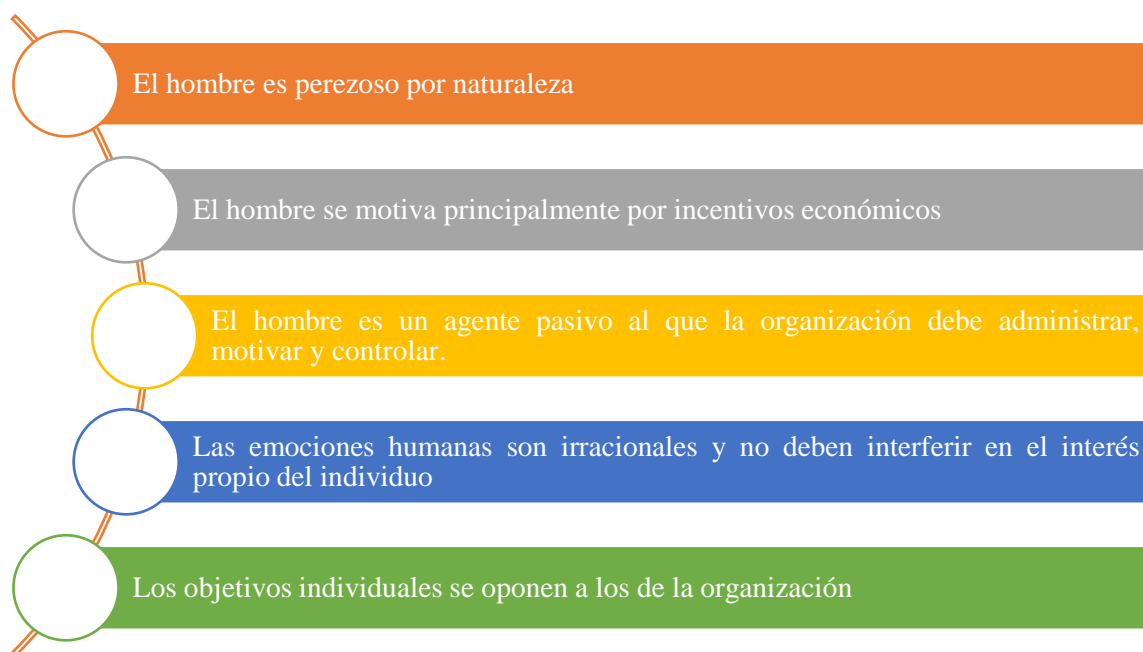 El hombre es perezoso por naturaleza
El hombre se motiva principalmente por incentivos económicos
El hombre es un agente pasivo al que la organización debe administrar,
motivar y controlar.
Las emociones humanas son irracionales y no deben interferir en el interés
propio del individuo
Los objetivos individuales se oponen a los de la organización